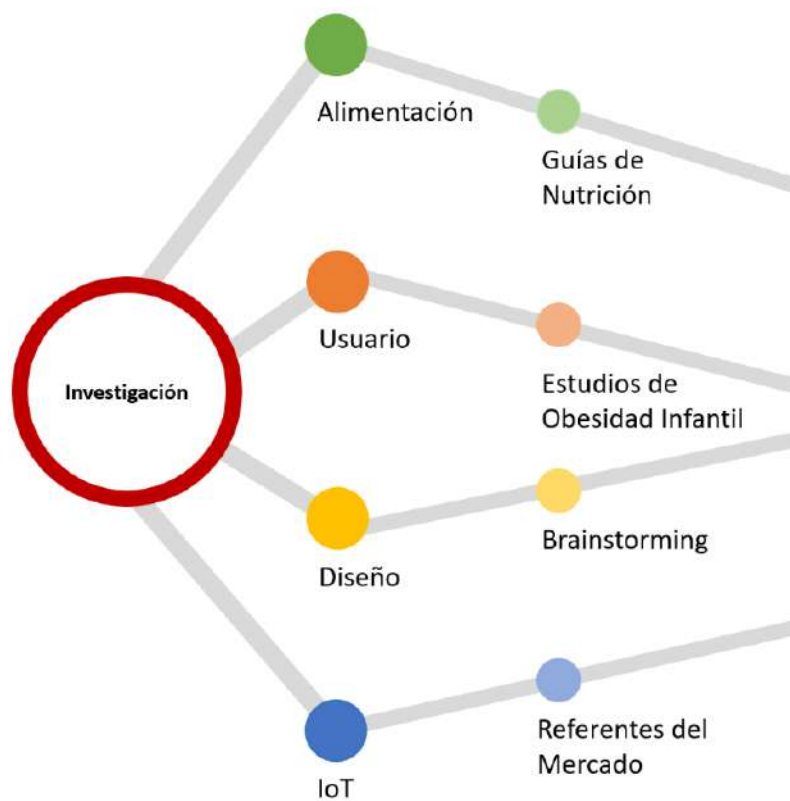 Alimentación
Guías de
Nutrición
Usuario
Investigación
Estudios de
Obesidad Infantil
Brainstorming
Diseño
Referentes del
Mercado
IoT